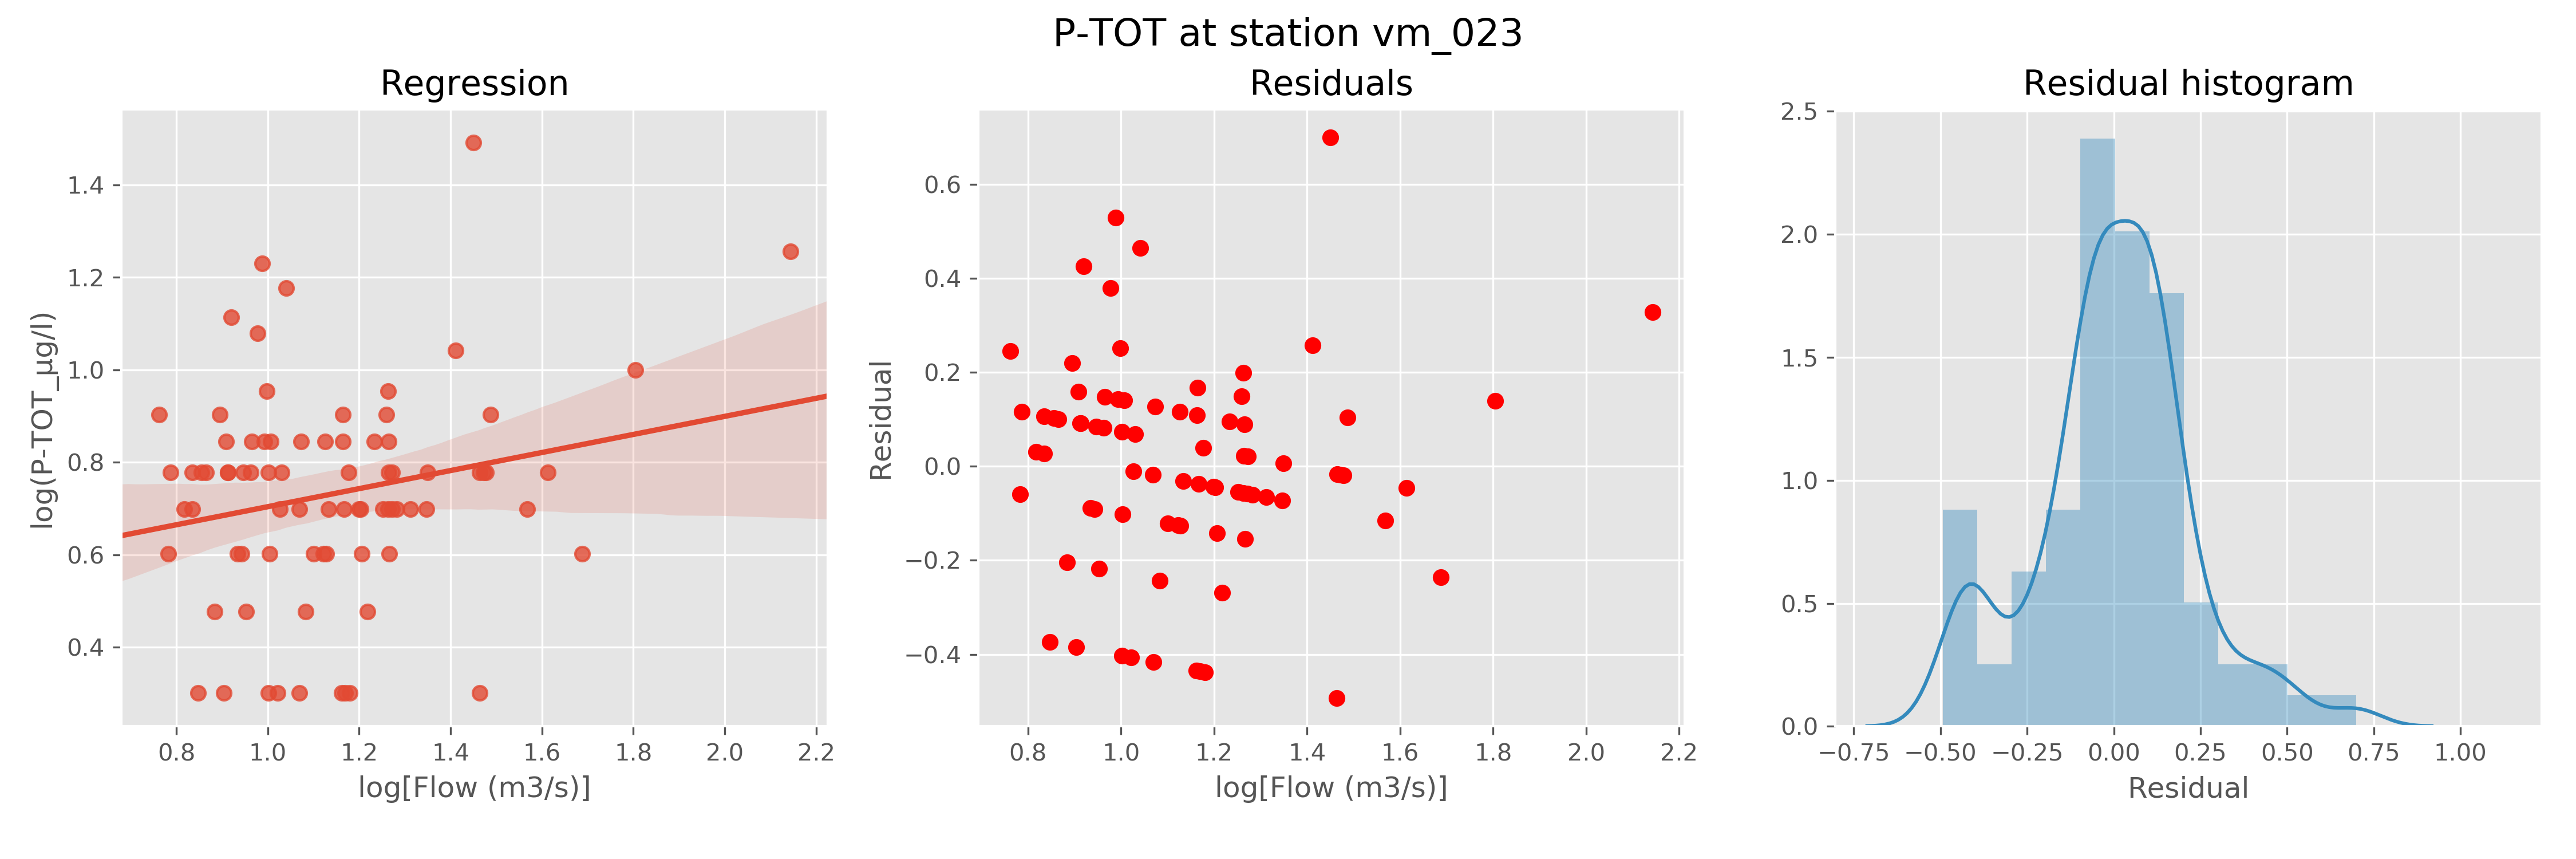 P-TOT at station vm_023
Regression
1.4
1.2
1.0
0.8
0.6
0.4
log(P-TOT_µg/l)
0.8 1.0 1.2 1.4 1.6 1.8 2.0 2.2
log[Flow (m3/s)]
Residuals
0.6
0.4
0.2
0.0
−0.2
−0.4
Residual
0.8 1.0 1.2 1.4 1.6 1.8 2.0 2.2
log[Flow (m3/s)]
Residual histogram
2.5
2.0
1.5
1.0
0.5
0.0
−0.75 −0.50 −0.25 0.00 0.25 0.50 0.75 1.00
Residual